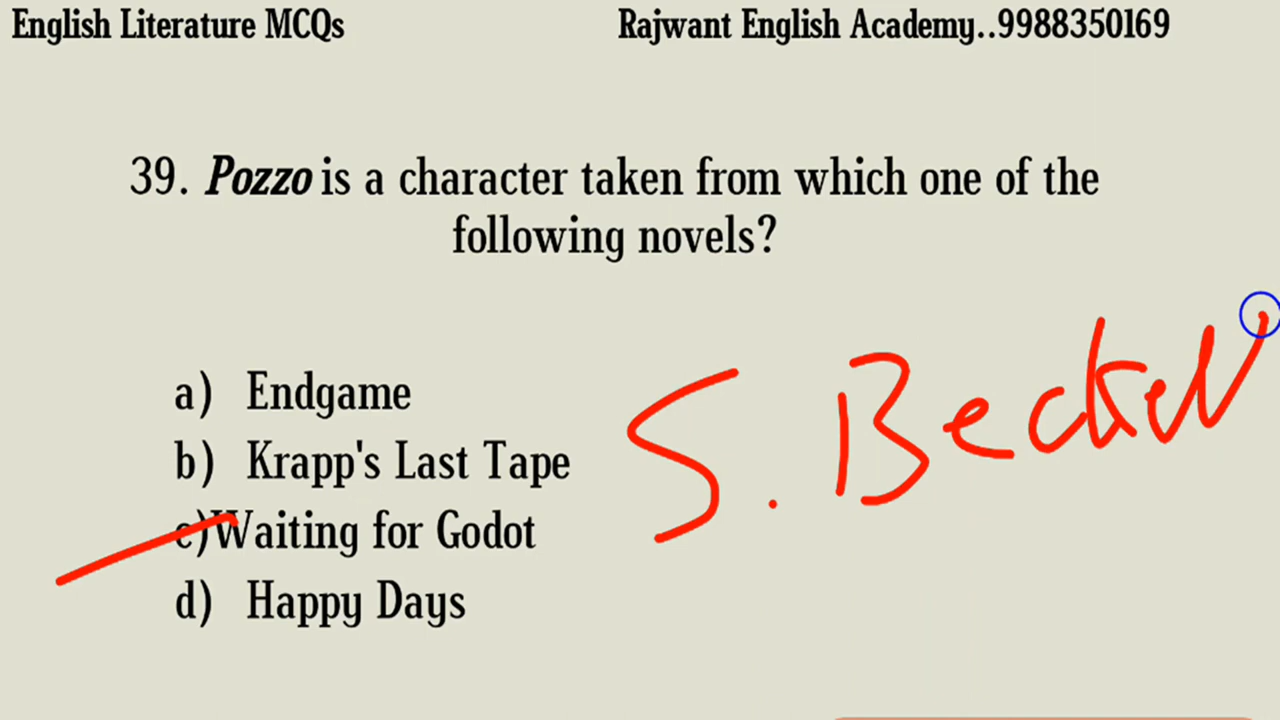 English Literature MCQs
Rajwant English Academy..9988350169
39. Pozzo is a character taken from which one of the
following novels?
a) Endgame
b) Krapp's Last Tape
c)Waiting for Godot
d) Happy Days
S. Beckett